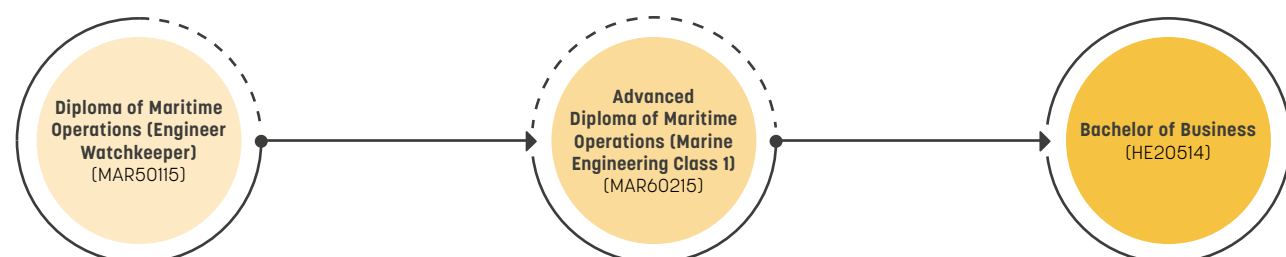 Diploma of Maritime
Operations (Engineer
Watchkeeper)
(MAR50115)
Advanced
Diploma of Maritime
Operations (Marine
Engineering Class 1)
(MAR60215)
Bachelor of Business
(HE20514)